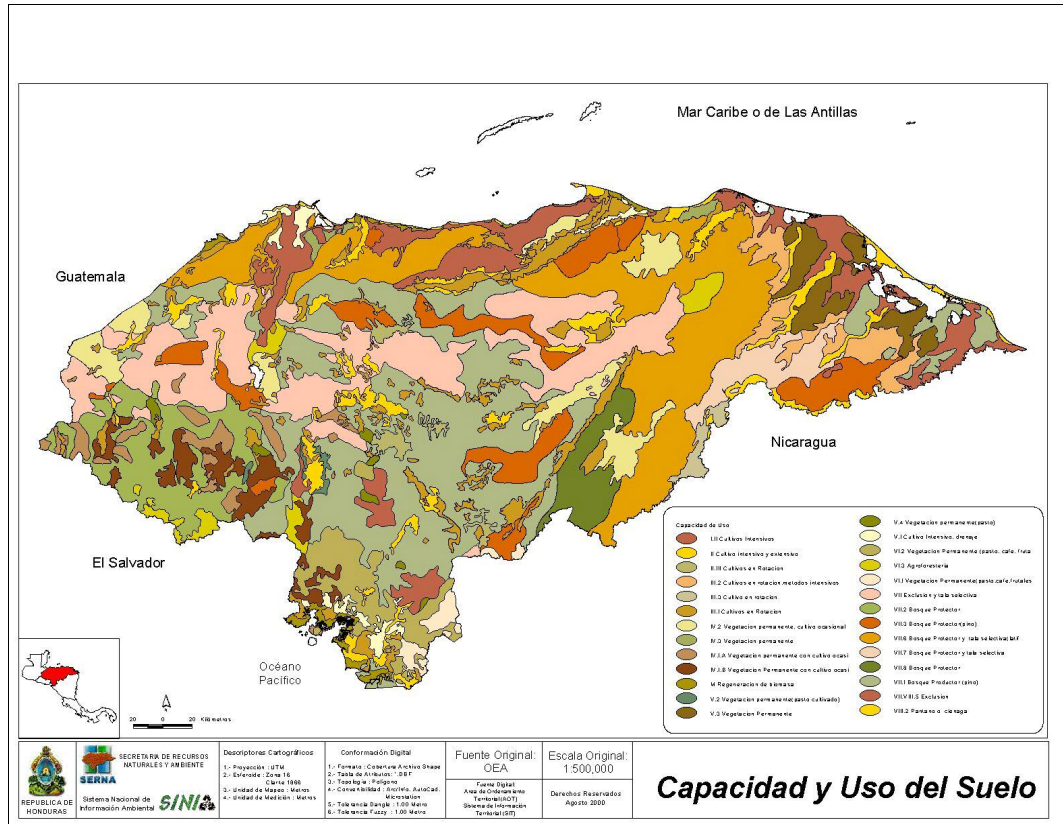 Mar Caribe o de Las Antillas
Guatemala
Nicaragua
El Salvador
Océano
Pacífico
20 0 20 Kilómetros
Capacidad de Uso
I.II Cultivos Intensivos
II Cultivo intensivo y extensivo
II.III Cultivos en Rotacion
III.2 Cultivos en rotacion metodos intensivos
III.3 Cultivo en rotacion
III.I Cultivos en Rotacion
IV.2 Vegetacion permanente, cultivo ocasional
IV.3 Vegetacion permanente
IV.I.A Vegetacion permanente con cultivo ocasi
IV.I.B Vegetacion Permanente con cultivo ocasi
IX Regeneracion de biomasa
V.2 Vegetacion permanente(pasto cultivado)
V.3 Vegetacion Permanente
V.4 Vegetacion permanente(pasto)
V.I Cultivo Intensivo, drenaje
VI.2 Vegetacion Permanente (pasto, cafe, fruta
VI.3 Agroforesteria
VI.I Vegetacion Permanente(pasto,cafe,frutales
VII Exclusion y tala selectiva
VII.2 Bosque Protector
VII.3 Bosque Protector(pino)
VII.6 Bosque Protector y tala selectiva(latif
VII.7 Bosque Protector y tala selectiva
VII.8 Bosque Protector
VII.I Bosque Productor(pino)
VII.VIII.5 Exclusion
VIII.2 Pantano o cienaga
REPUBLICA DE
HONDURAS
SERNA
SECRETARIA DE RECURSOS
NATURALES Y AMBIENTE
Sistema Nacional de
Información Ambiental
SINIA
Descriptores Cartográficos
1.- Proyección : UTM
2.- Esferoide : Zona 16
Clarke 1866
3.- Unidad de Mapeo : Metros
4.- Unidad de Medición : Metros
Conformación Digital
1.- Formato : Cobertura Archivo Shape
2.- Tabla de Atributos : *.DBF
3.- Topología : Polígono
4.- Convertibilidad : ArcInfo, AutoCad,
Microstation
5.- Tolerancia Dangle : 1.00 Metro
6.- Tolerancia Fuzzy : 1.00 Metro
Fuente Original:
OEA
Fuente Digital:
Area de Ordenamiento
Territorial(AOT)
Sistema de Información
Territorial (SIT)
Escala Original:
1:500,000
Derechos Reservados
Agosto 2000
Capacidad y Uso del Suelo